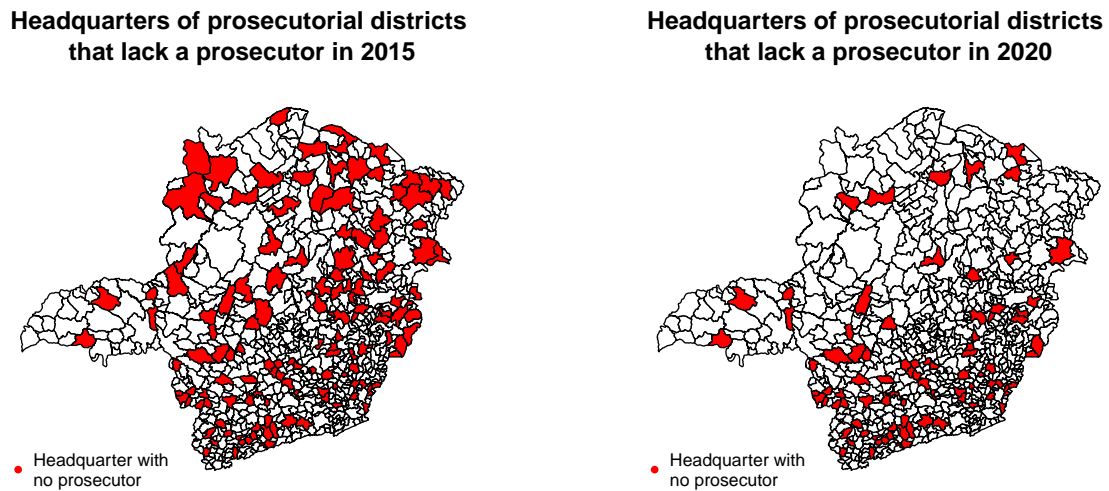 Headquarters of prosecutorial districts
that lack a prosecutor in 2015
Headquarter with
no prosecutor
Headquarters of prosecutorial districts
that lack a prosecutor in 2020
Headquarter with
no prosecutor